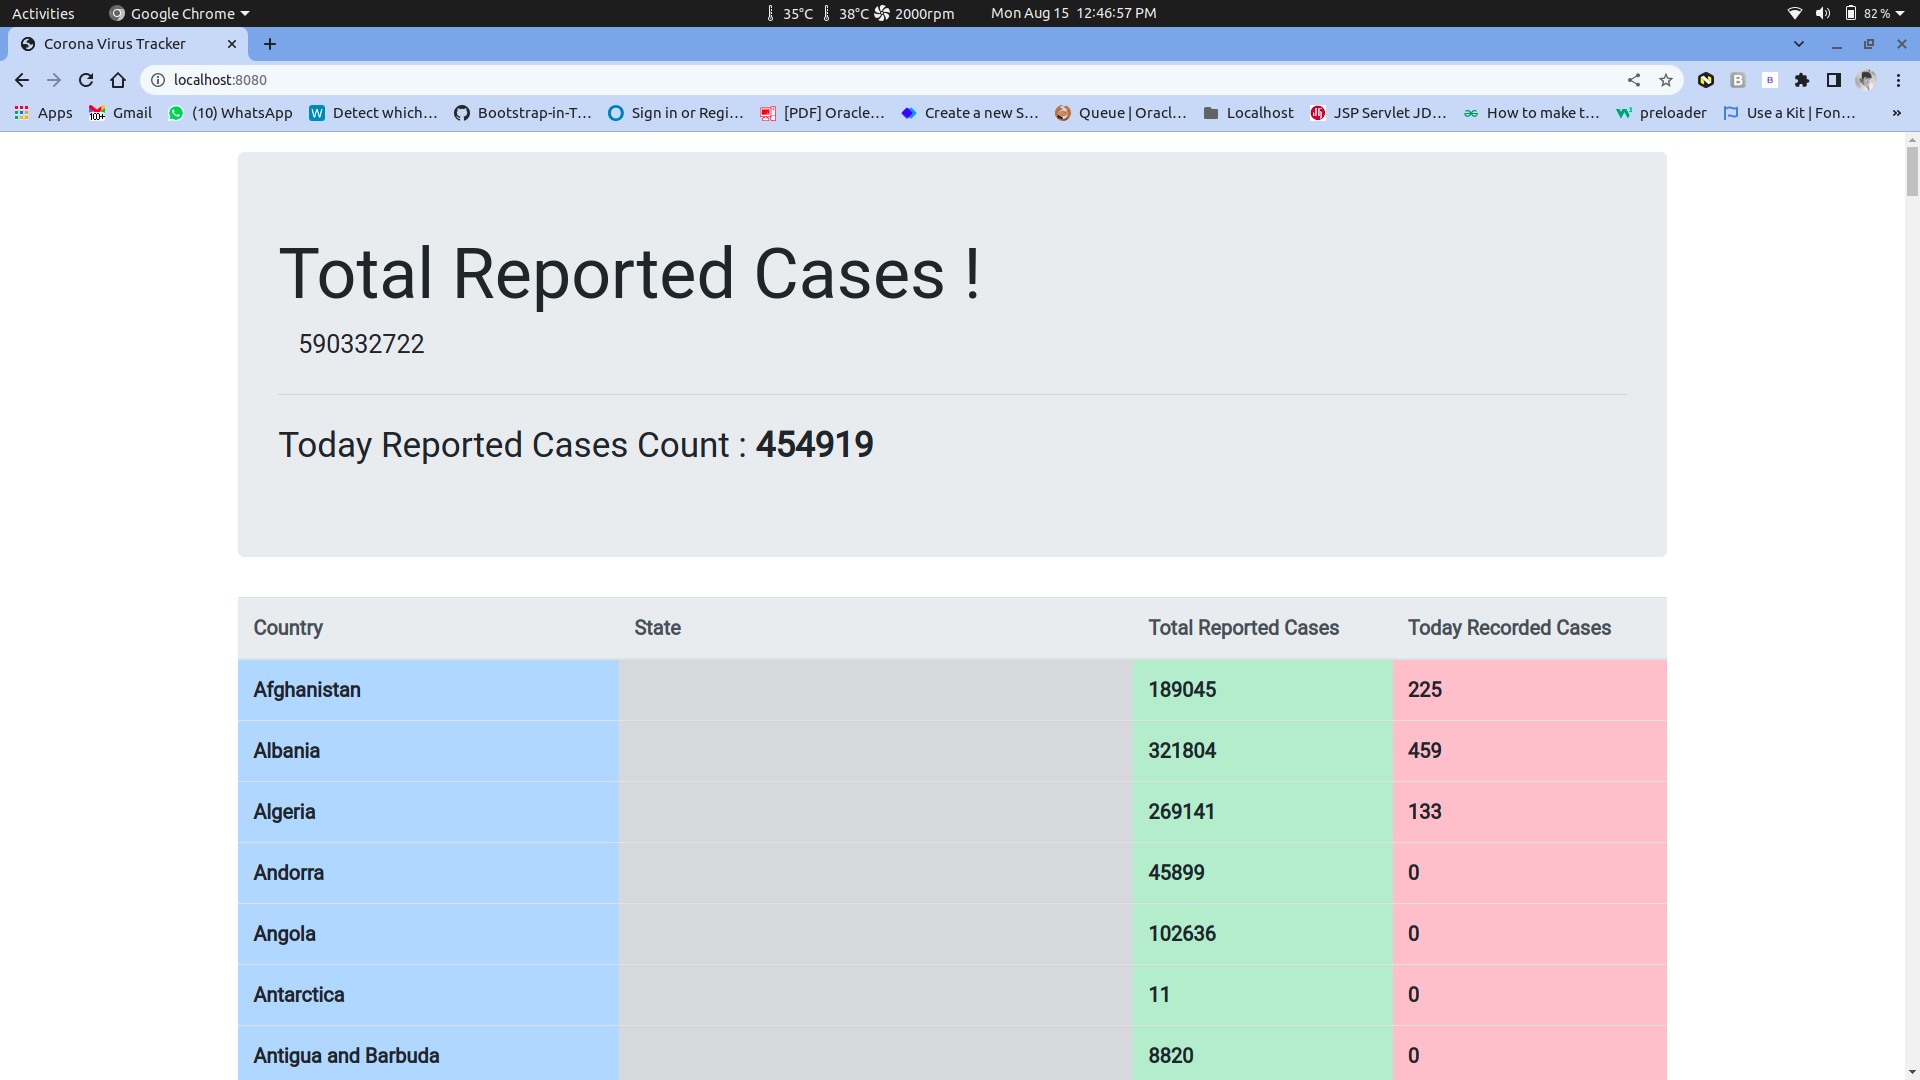 Activities Google Chrome 35°C 38°C 2000rpm Mon Aug 15 12:46:57 PM 82 %
Corona Virus Tracker
localhost:8080
Apps Gmail (10) WhatsApp Detect which... Bootstrap-in-T... Sign in or Regi... [PDF] Oracle... Create a new S... Queue | Oracl... Localhost JSP Servlet JD... How to make t... preloader Use a Kit | Fon... »
Total Reported Cases !
590332722
Today Reported Cases Count : 454919
Country State Total Reported Cases Today Recorded Cases
Afghanistan 189045 225
Albania 321804 459
Algeria 269141 133
Andorra 45899 0
Angola 102636 0
Antarctica 11 0
Antigua and Barbuda 8820 0